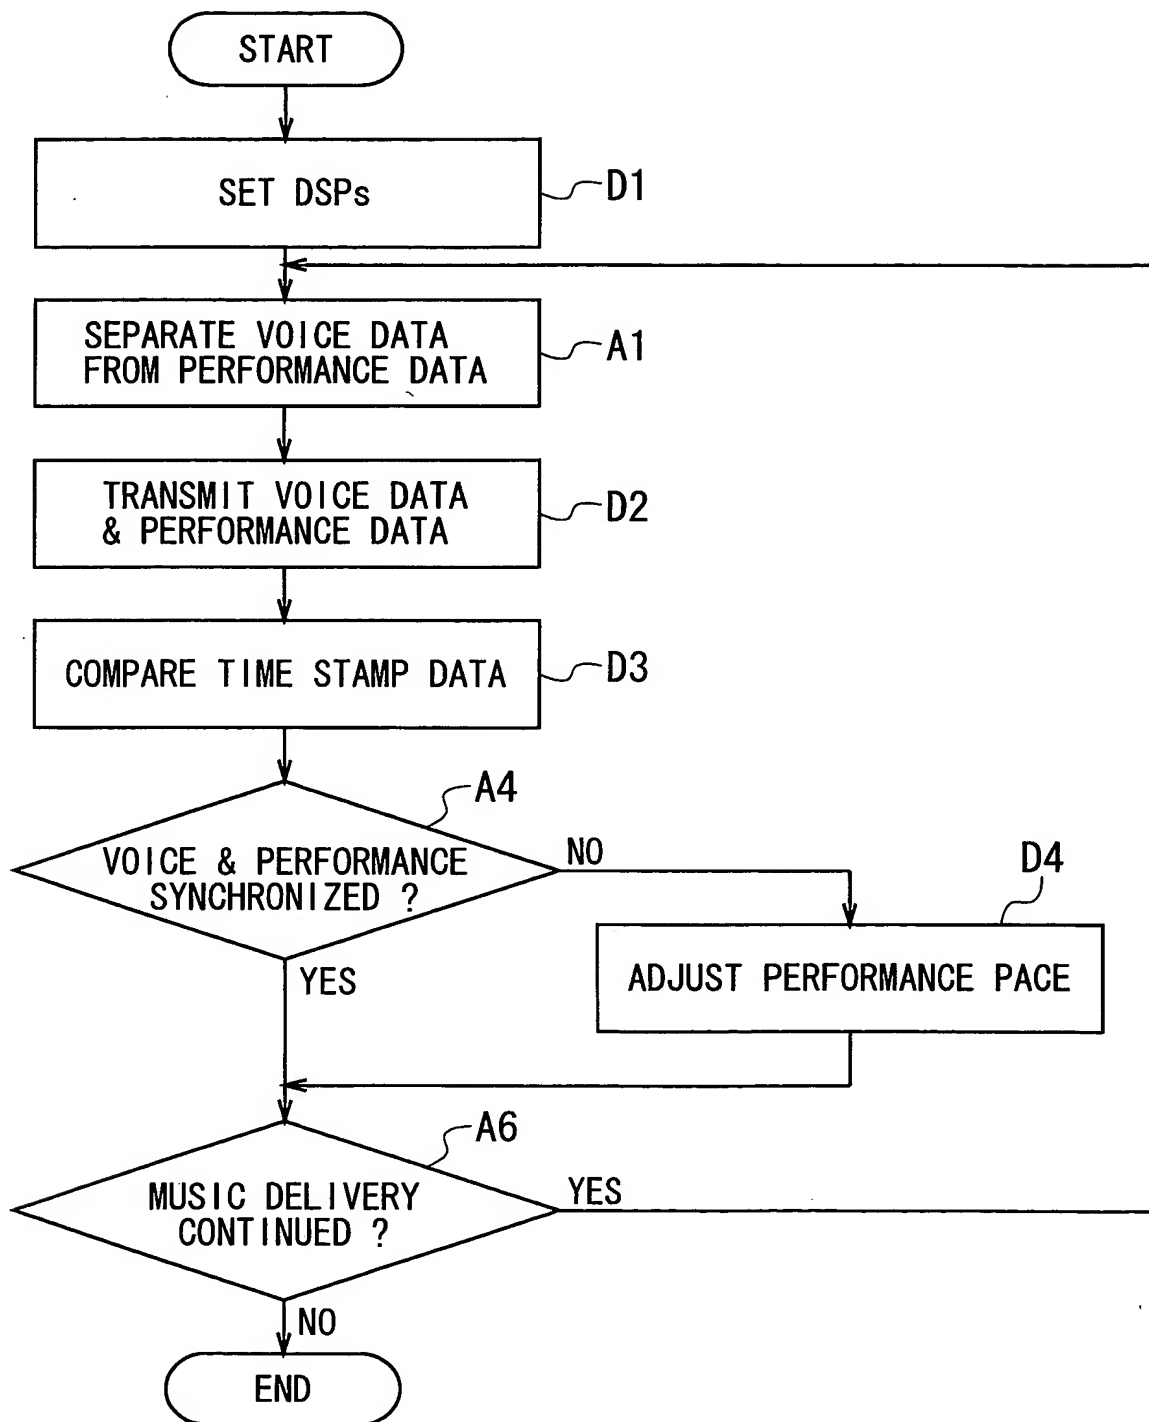 START
SET DSPs
D1
SEPARATE VOICE DATA
FROM PERFORMANCE DATA
A1
TRANSMIT VOICE DATA
& PERFORMANCE DATA
D2
COMPARE TIME STAMP DATA
D3
A4
VOICE & PERFORMANCE
SYNCHRONIZED ?
NO
D4
YES
ADJUST PERFORMANCE PACE
A6
MUSIC DELIVERY
CONTINUED ?
YES
NO
END